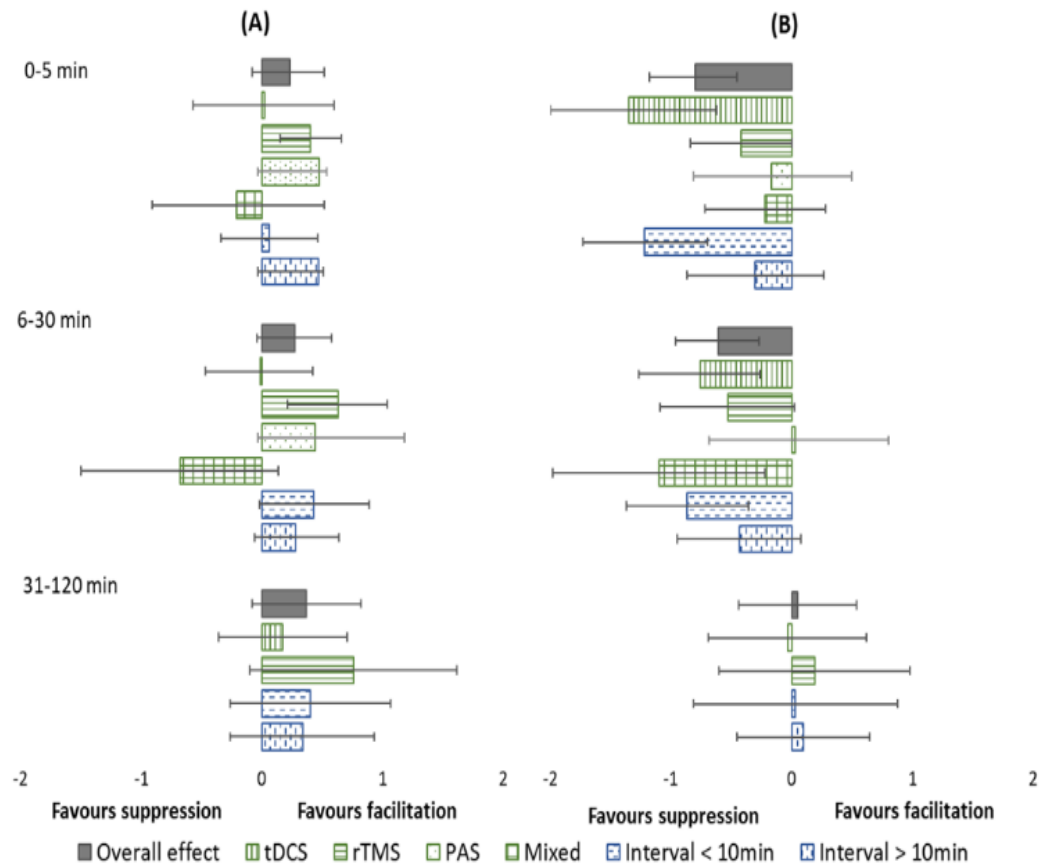 (A) (B)
0-5 min
6-30 min
31-120 min
-2 -1 0 1 2 -2 -1 0 1 2
Favours suppression Favours facilitation Favours suppression Favours facilitation
Overall effect tDCS rTMS PAS Mixed Interval < 10min Interval > 10min